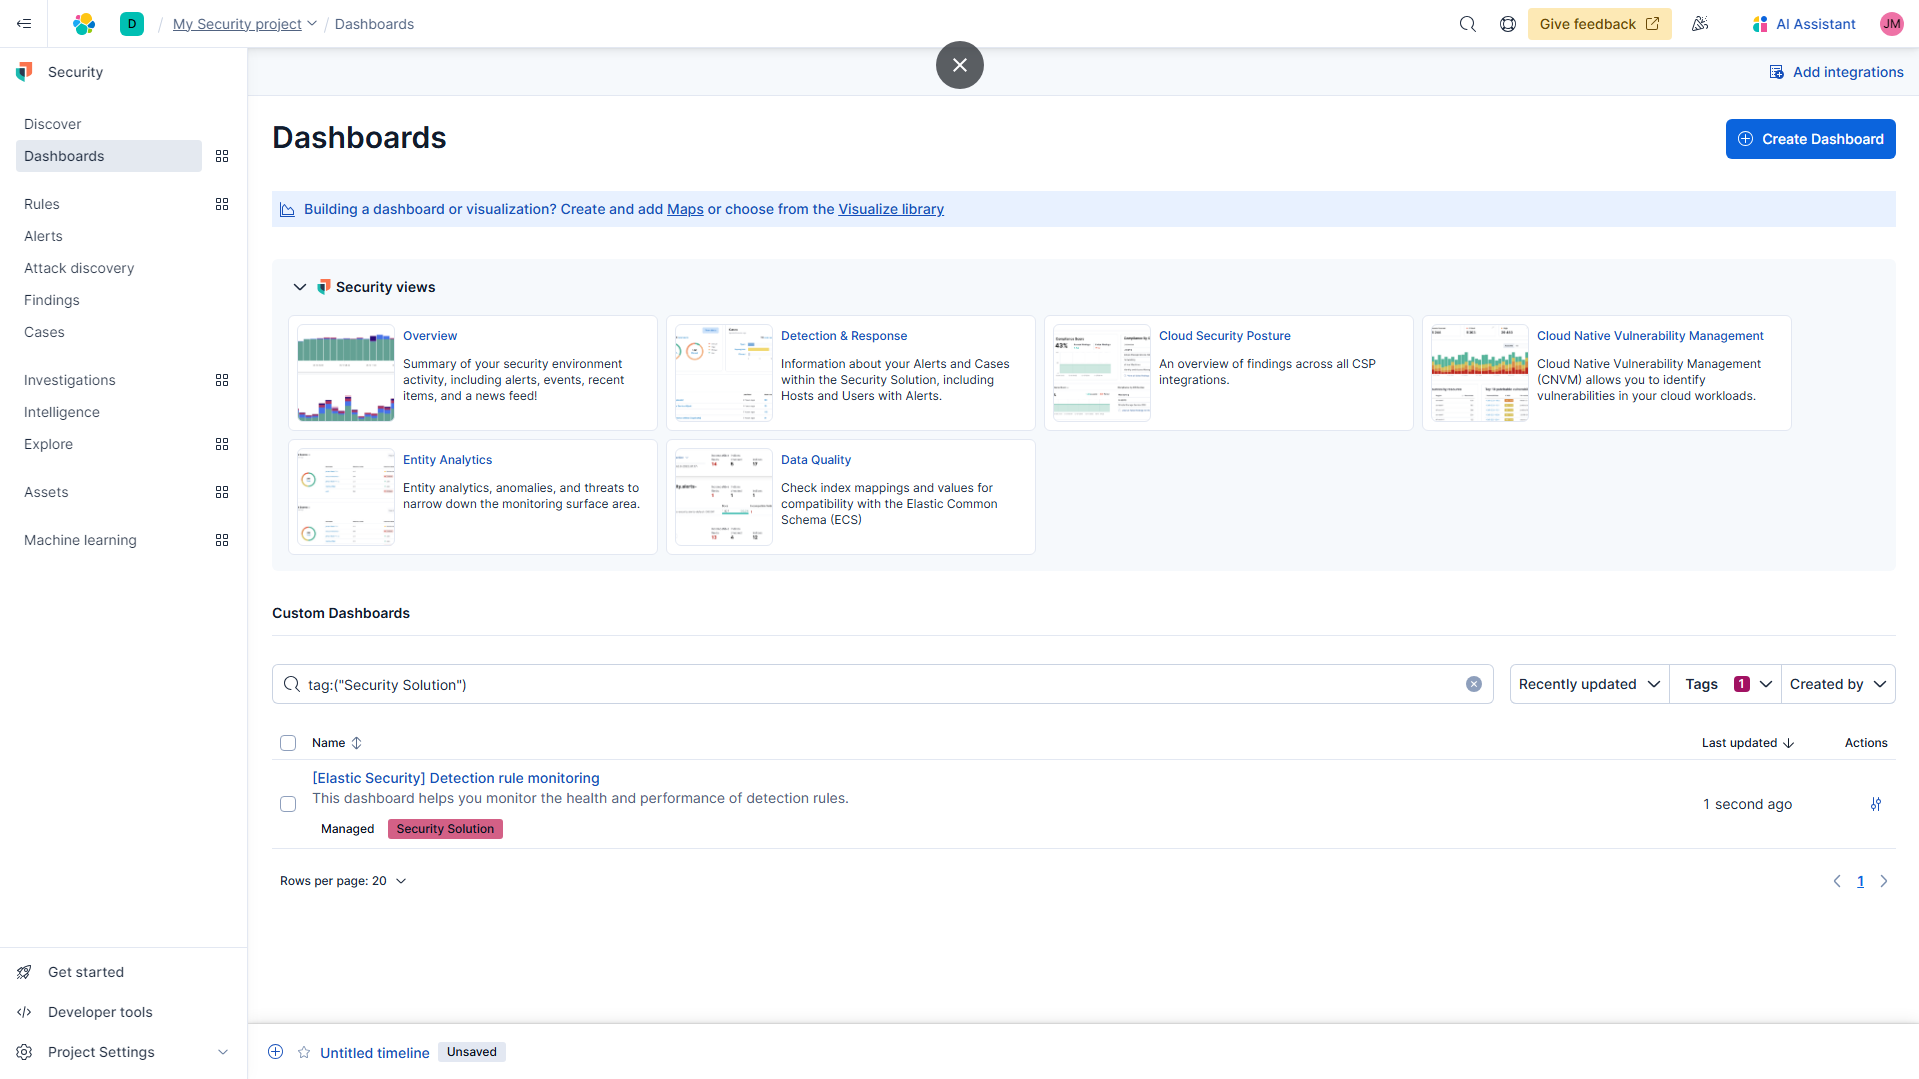 D
My Security project
Dashboards
Give feedback
AI Assistant
JM
Security
Add integrations
Discover
Dashboards
Rules
Alerts
Attack discovery
Findings
Cases
Investigations
Intelligence
Explore
Assets
Machine learning
Get started
Developer tools
Project Settings
Dashboards
Create Dashboard
Building a dashboard or visualization? Create and add Maps or choose from the Visualize library
Security views
Overview
Summary of your security environment
activity, including alerts, events, recent
items, and a news feed!
Detection & Response
Information about your Alerts and Cases
within the Security Solution, including
Hosts and Users with Alerts.
Cloud Security Posture
An overview of findings across all CSP
integrations.
43%
Cloud Native Vulnerability Management
Cloud Native Vulnerability Management
(CNVM) allows you to identify
vulnerabilities in your cloud workloads.
Entity Analytics
Entity analytics, anomalies, and threats to
narrow down the monitoring surface area.
Data Quality
Check index mappings and values for
compatibility with the Elastic Common
Schema (ECS)
Custom Dashboards
tag:("Security Solution")
Recently updated
Tags 1
Created by
Name
Last updated
Actions
[Elastic Security] Detection rule monitoring
This dashboard helps you monitor the health and performance of detection rules.
Managed
Security Solution
1 second ago
Rows per page: 20
1
Untitled timeline
Unsaved